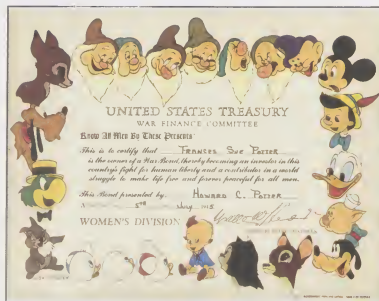 UNITED STATES TREASURY
WAR FINANCE COMMITTEE
Know All Men By These Presents
This is to certify that Frances Sue Potter
is the owner of a War Bond, thereby becoming an investor in this
country's fight for human liberty and a contributor in a world
struggle to make life free and forever peaceful for all men.
This Bond presented by Howard C. Potter
5th July
WOMEN'S DIVISION